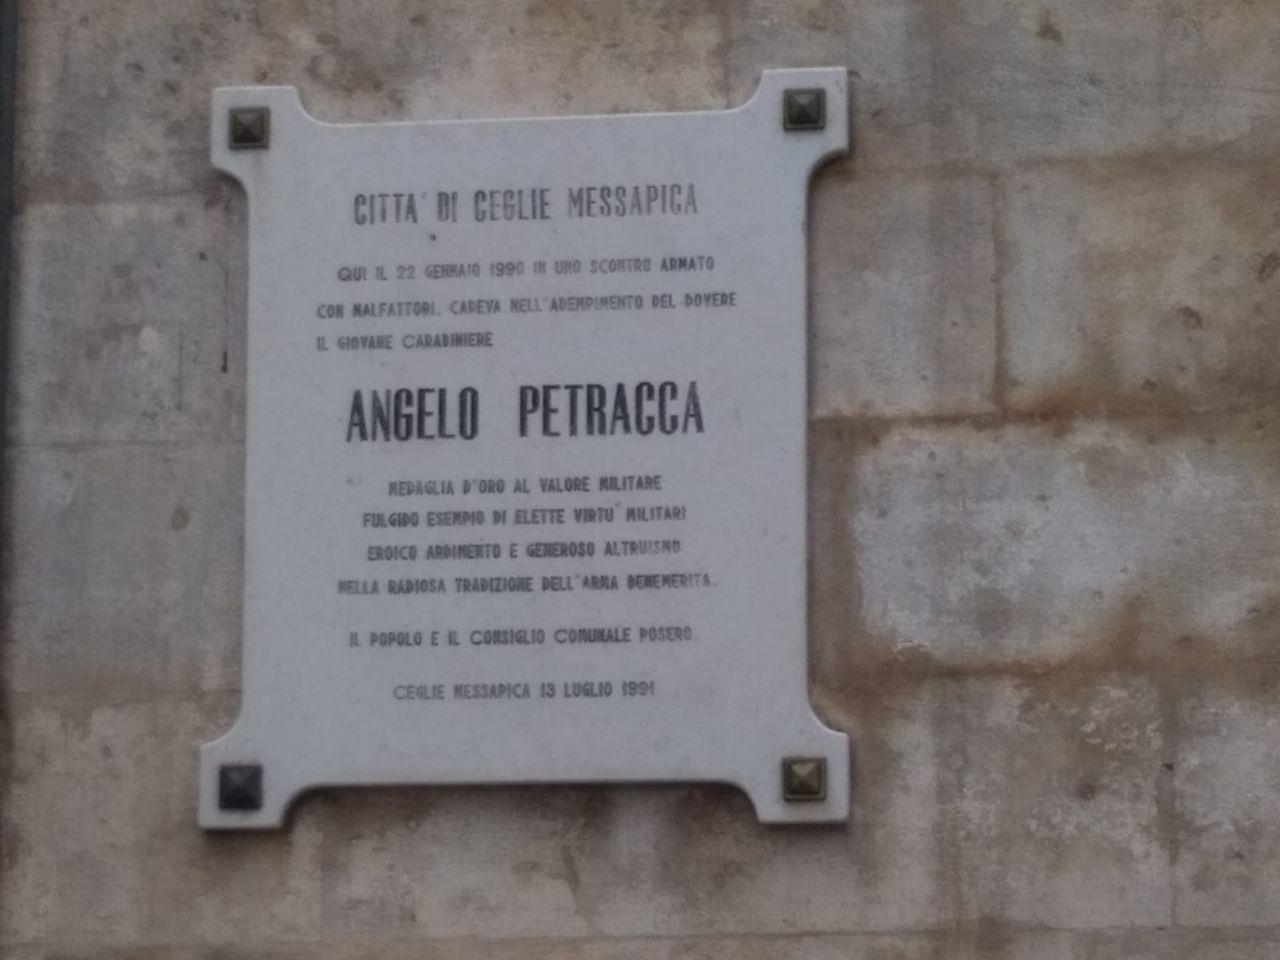 CITTA' DI CEGLIE MESSAPICA
QUI IL 22 GENNAIO 1990 IN UNO SCONTRO ARMATO
CON MALFATTORI, CADEVA NELL'ADEMPIMENTO DEL DOVERE
IL GIOVANE CARABINIERE
ANGELO PETRACCA
MEDAGLIA D'ORO AL VALORE MILITARE
FULGIDO ESEMPIO DI ELETTE VIRTU' MILITARI
EROICO ARDIMENTO E GENEROSO ALTRUISMO
NELLA RADIOSA TRADIZIONE DELL'ARMA BENEMERITA.
IL POPOLO E IL CONSIGLIO COMUNALE POSERO
CEGLIE MESSAPICA 13 LUGLIO 1991